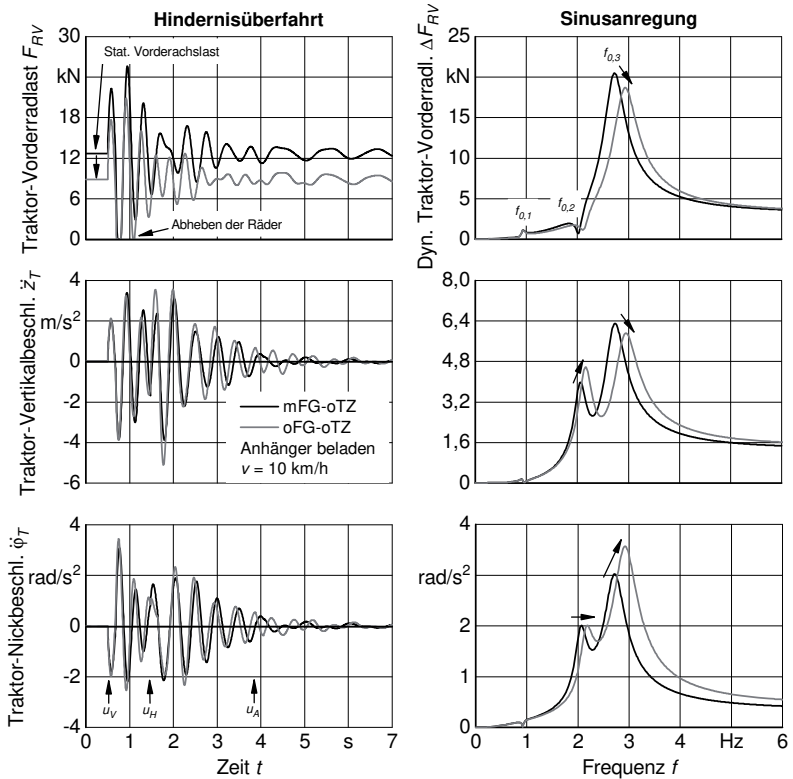 Hindernisüberfahrt
Sinusanregung
Traktor-Vorderradlast F_RV
30
kN
18
12
6
0
Stat. Vorderachslast
Abheben der Räder
Dyn. Traktor-Vorderradl. ΔF_RV
25
kN
15
10
5
0
f_0,1
f_0,2
f_0,3
Traktor-Vertikalbeschl. z̈_T
4
m/s²
0
-2
-4
-6
mFG-oTZ
oFG-oTZ
Anhänger beladen
v = 10 km/h
8,0
6,4
4,8
3,2
1,6
0
Traktor-Nickbeschl. φ̈_T
4
rad/s²
0
-2
-4
u_V
u_H
u_A
0 1 2 3 4 5 s 7
Zeit t
4
rad/s²
2
1
0
0 1 2 3 4 Hz 6
Frequenz f